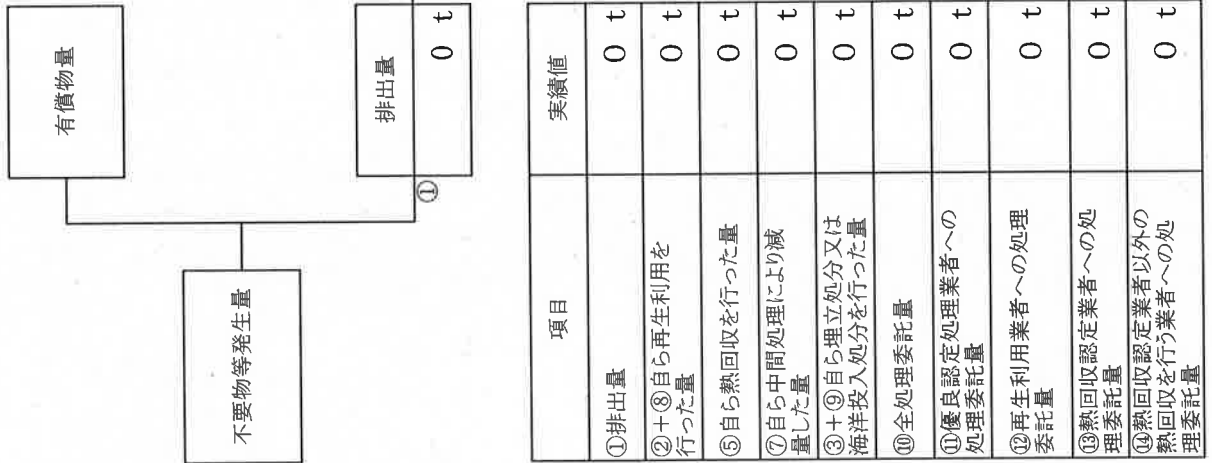 不要物等発生量
有償物量
①
排出量
0 t
項目
実績値
①排出量
0 t
②+⑧自ら再生利用を
行った量
0 t
⑤自ら熱回収を行った量
0 t
⑦自ら中間処理により減
量した量
0 t
③+⑨自ら埋立処分又は
海洋投入処分を行った量
0 t
⑩全処理委託量
0 t
⑪優良認定処理業者への
処理委託量
0 t
⑫再生利用業者への処理
委託量
0 t
⑬熱回収認定業者への処
理委託量
0 t
⑭熱回収認定業者以外の
熱回収を行う業者への処
理委託量
0 t